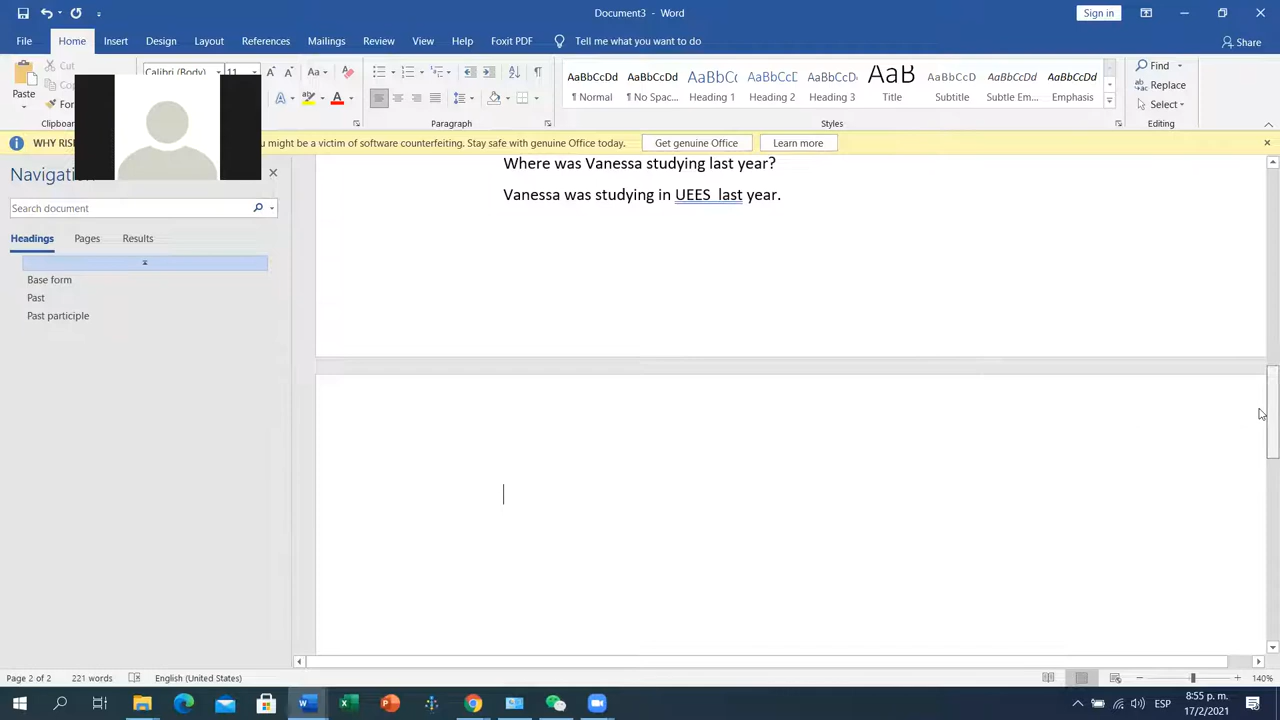 Document3 - Word
Sign in
File Home Insert Design Layout References Mailings Review View Help Foxit PDF Tell me what you want to do Share
Paste
Cut
Calibri (Body) 11
Aa
AaBbCcDd AaBbCcDd AaBbCc AaBbCcD AaBbCcD AaB AaBbCcDd AaBbCcDd AaBbCcDd
¶ Normal ¶ No Spac... Heading 1 Heading 2 Heading 3 Title Subtitle Subtle Em... Emphasis
Find
Replace
Select
Font Paragraph Styles Editing
might be a victim of software counterfeiting. Stay safe with genuine Office today. Get genuine Office Learn more
Search document
Headings Pages Results
Base form
Past
Past participle
Where was Vanessa studying last year?
Vanessa was studying in UEES last year.
Page 2 of 2 221 words English (United States) 140%
ESP
8:55 p. m.
17/2/2021